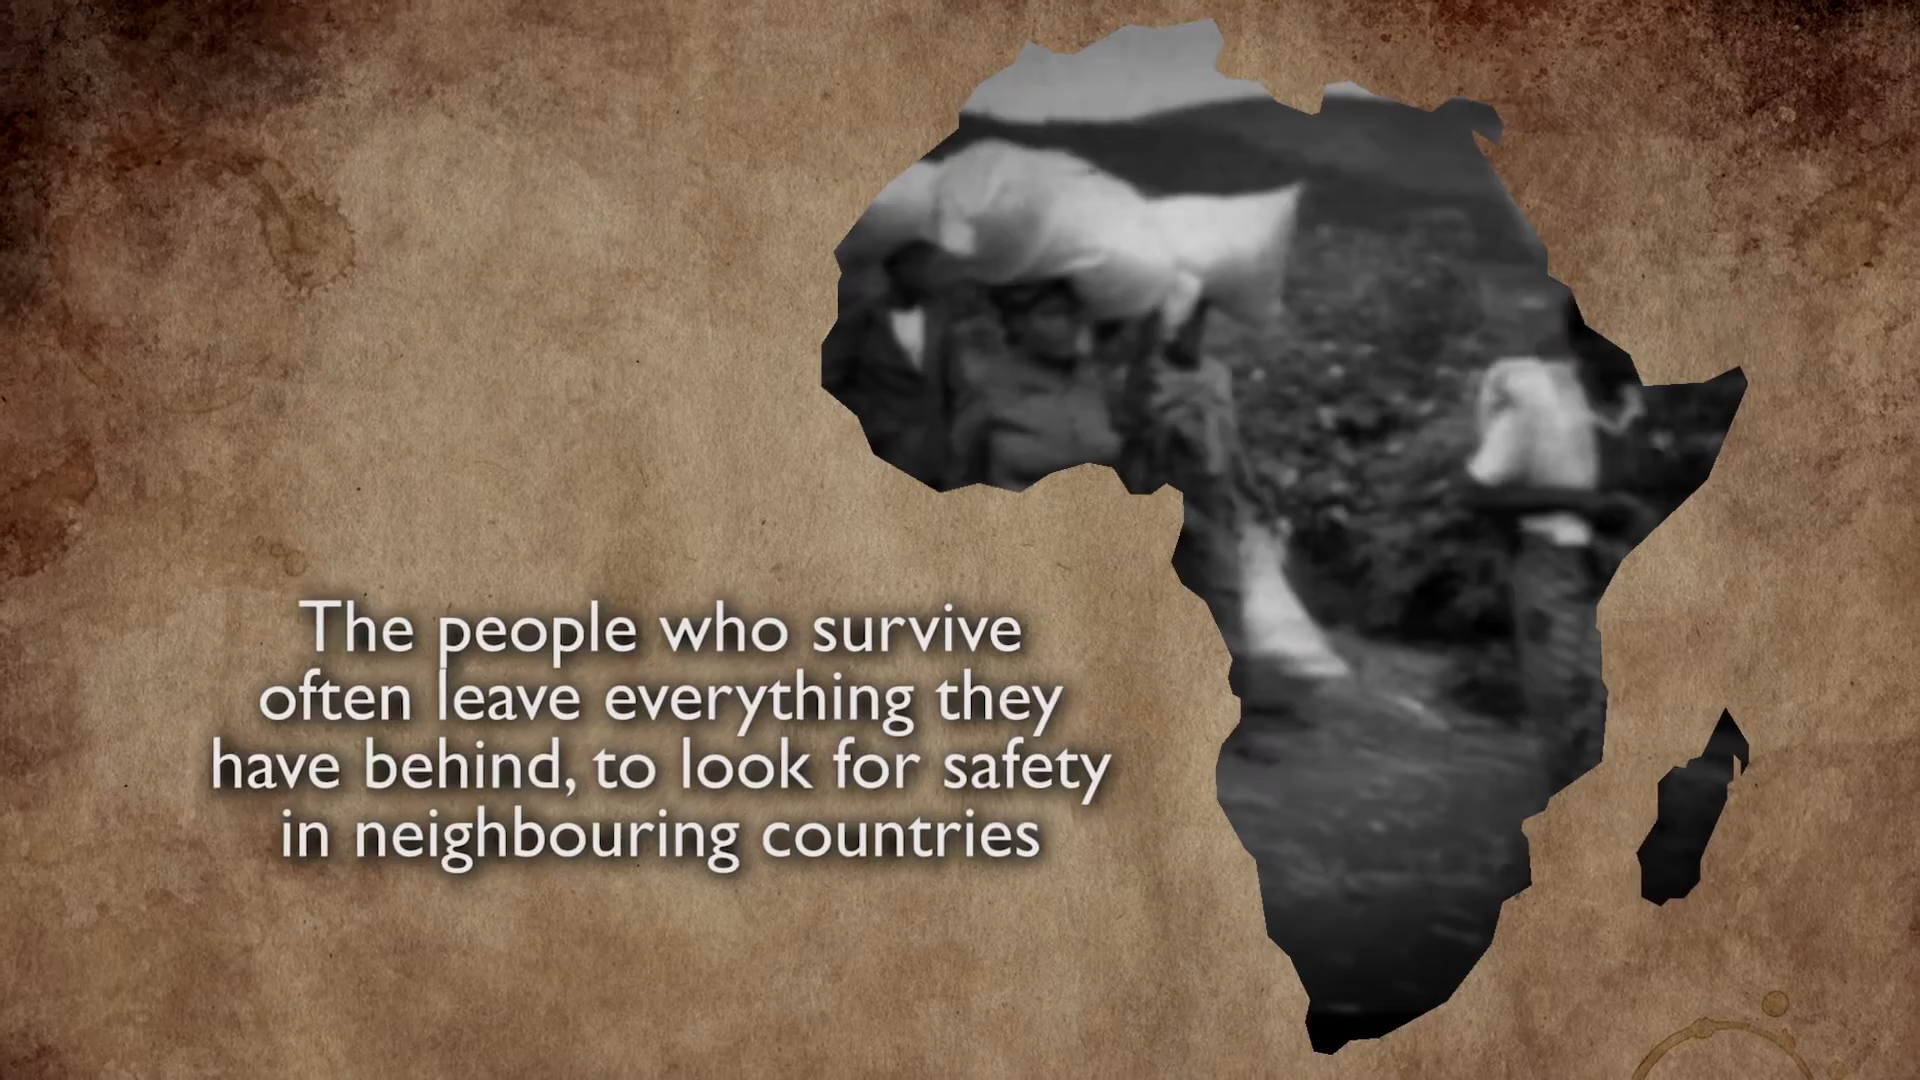 The people who survive
often leave everything they
have behind, to look for safety
in neighbouring countries